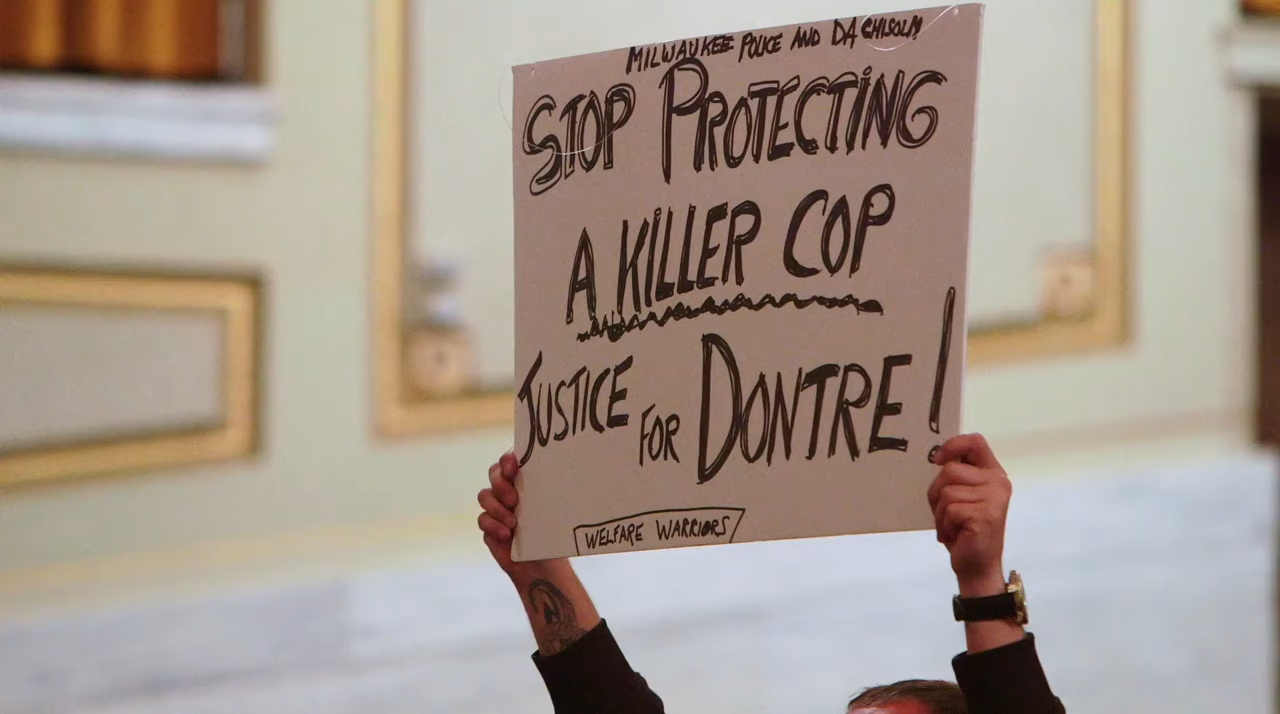 MILWAUKEE POLICE AND DA CHISOLM
STOP PROTECTING
A KILLER COP
JUSTICE FOR DONTRE!
WELFARE WARRIORS